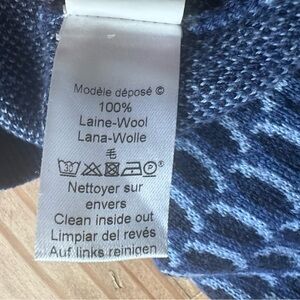 Modèle déposé ©
100%
Laine-Wool
Lana-Wolle
毛
Nettoyer sur
envers
Clean inside out
Limpiar del revés
Auf links reinigen